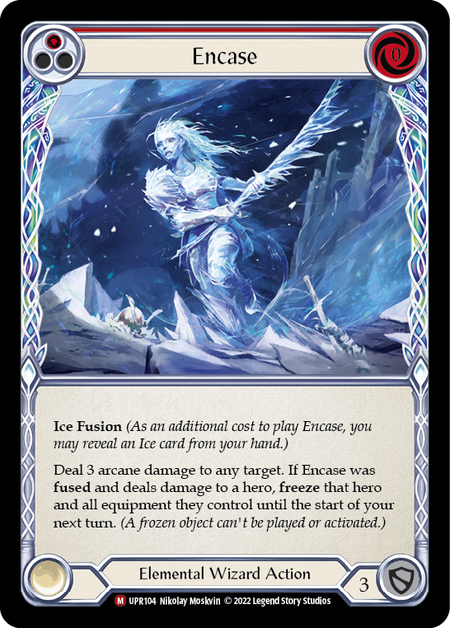 Encase
0
Ice Fusion (As an additional cost to play Encase, you
may reveal an Ice card from your hand.)
Deal 3 arcane damage to any target. If Encase was
fused and deals damage to a hero, freeze that hero
and all equipment they control until the start of your
next turn. (A frozen object can't be played or activated.)
Elemental Wizard Action
3
M UPR104 Nikolay Moskvin © 2022 Legend Story Studios